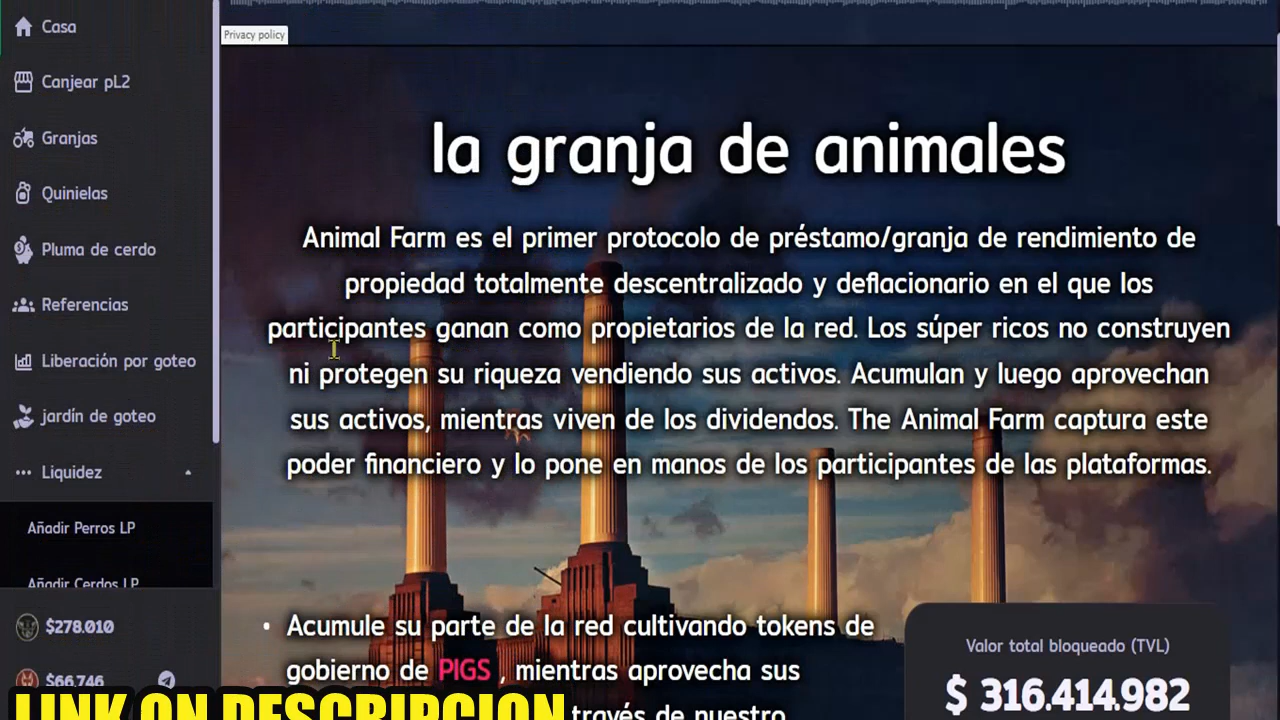 Casa
Canjear pL2
Granjas
Quinielas
Pluma de cerdo
Referencias
Liberación por goteo
jardín de goteo
Liquidez
Añadir Perros LP
Añadir Cerdos LP
$278.010
$66.746
Privacy policy
la granja de animales
Animal Farm es el primer protocolo de préstamo/granja de rendimiento de
propiedad totalmente descentralizado y deflacionario en el que los
participantes ganan como propietarios de la red. Los súper ricos no construyen
ni protegen su riqueza vendiendo sus activos. Acumulan y luego aprovechan
sus activos, mientras viven de los dividendos. The Animal Farm captura este
poder financiero y lo pone en manos de los participantes de las plataformas.
• Acumule su parte de la red cultivando tokens de
gobierno de PIGS , mientras aprovecha sus
través de nuestro
Valor total bloqueado (TVL)
$ 316.414.982
LINK ON DESCRIPCION